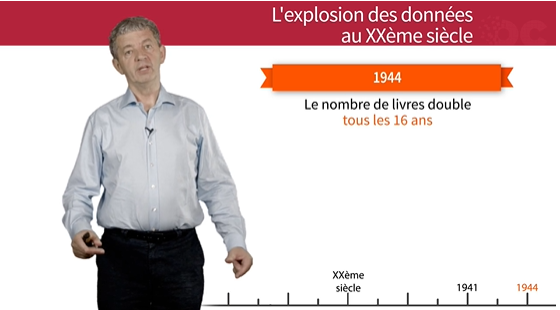 L'explosion des données
au XXème siècle
1944
Le nombre de livres double
tous les 16 ans
XXème
siècle
1941
1944